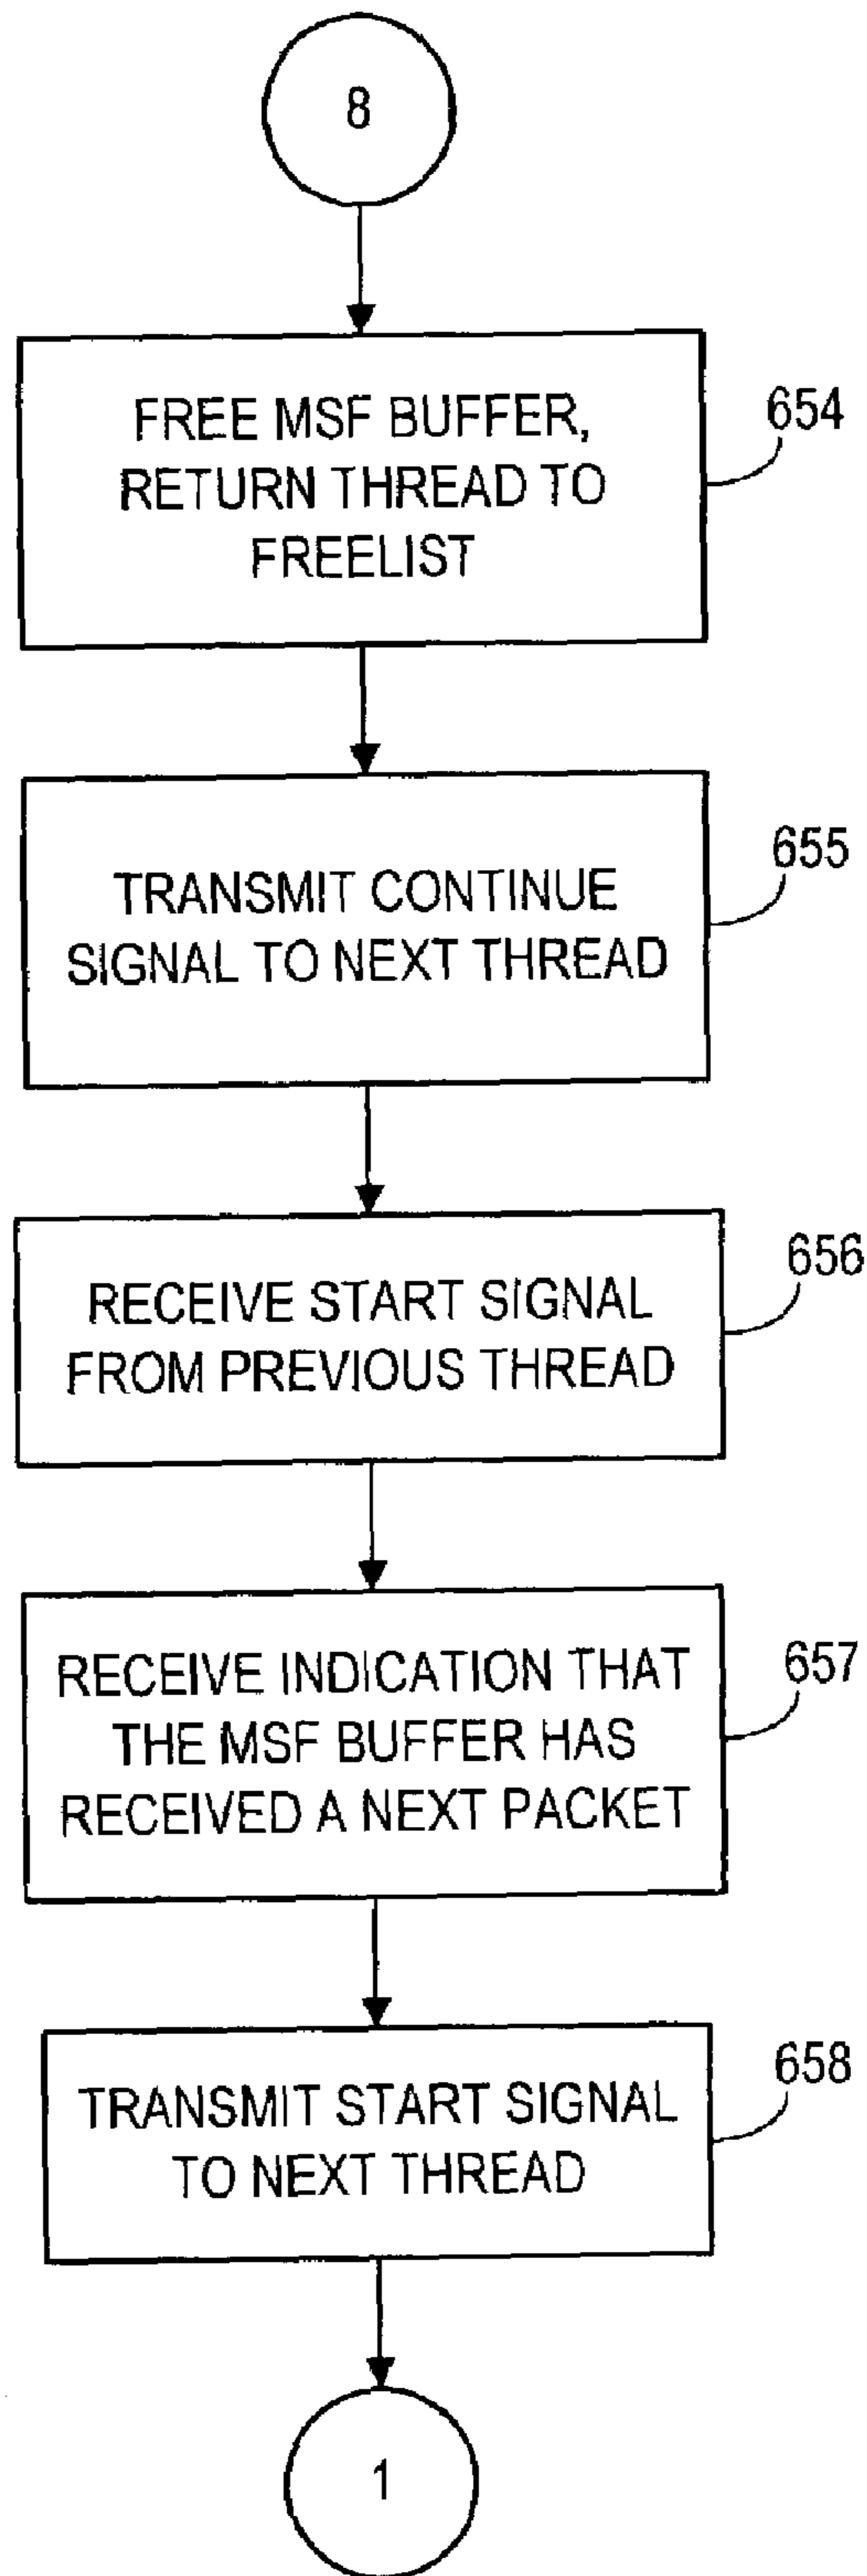 8
FREE MSF BUFFER,
RETURN THREAD TO
FREELIST
654
TRANSMIT CONTINUE
SIGNAL TO NEXT THREAD
655
RECEIVE START SIGNAL
FROM PREVIOUS THREAD
656
RECEIVE INDICATION THAT
THE MSF BUFFER HAS
RECEIVED A NEXT PACKET
657
TRANSMIT START SIGNAL
TO NEXT THREAD
658
1